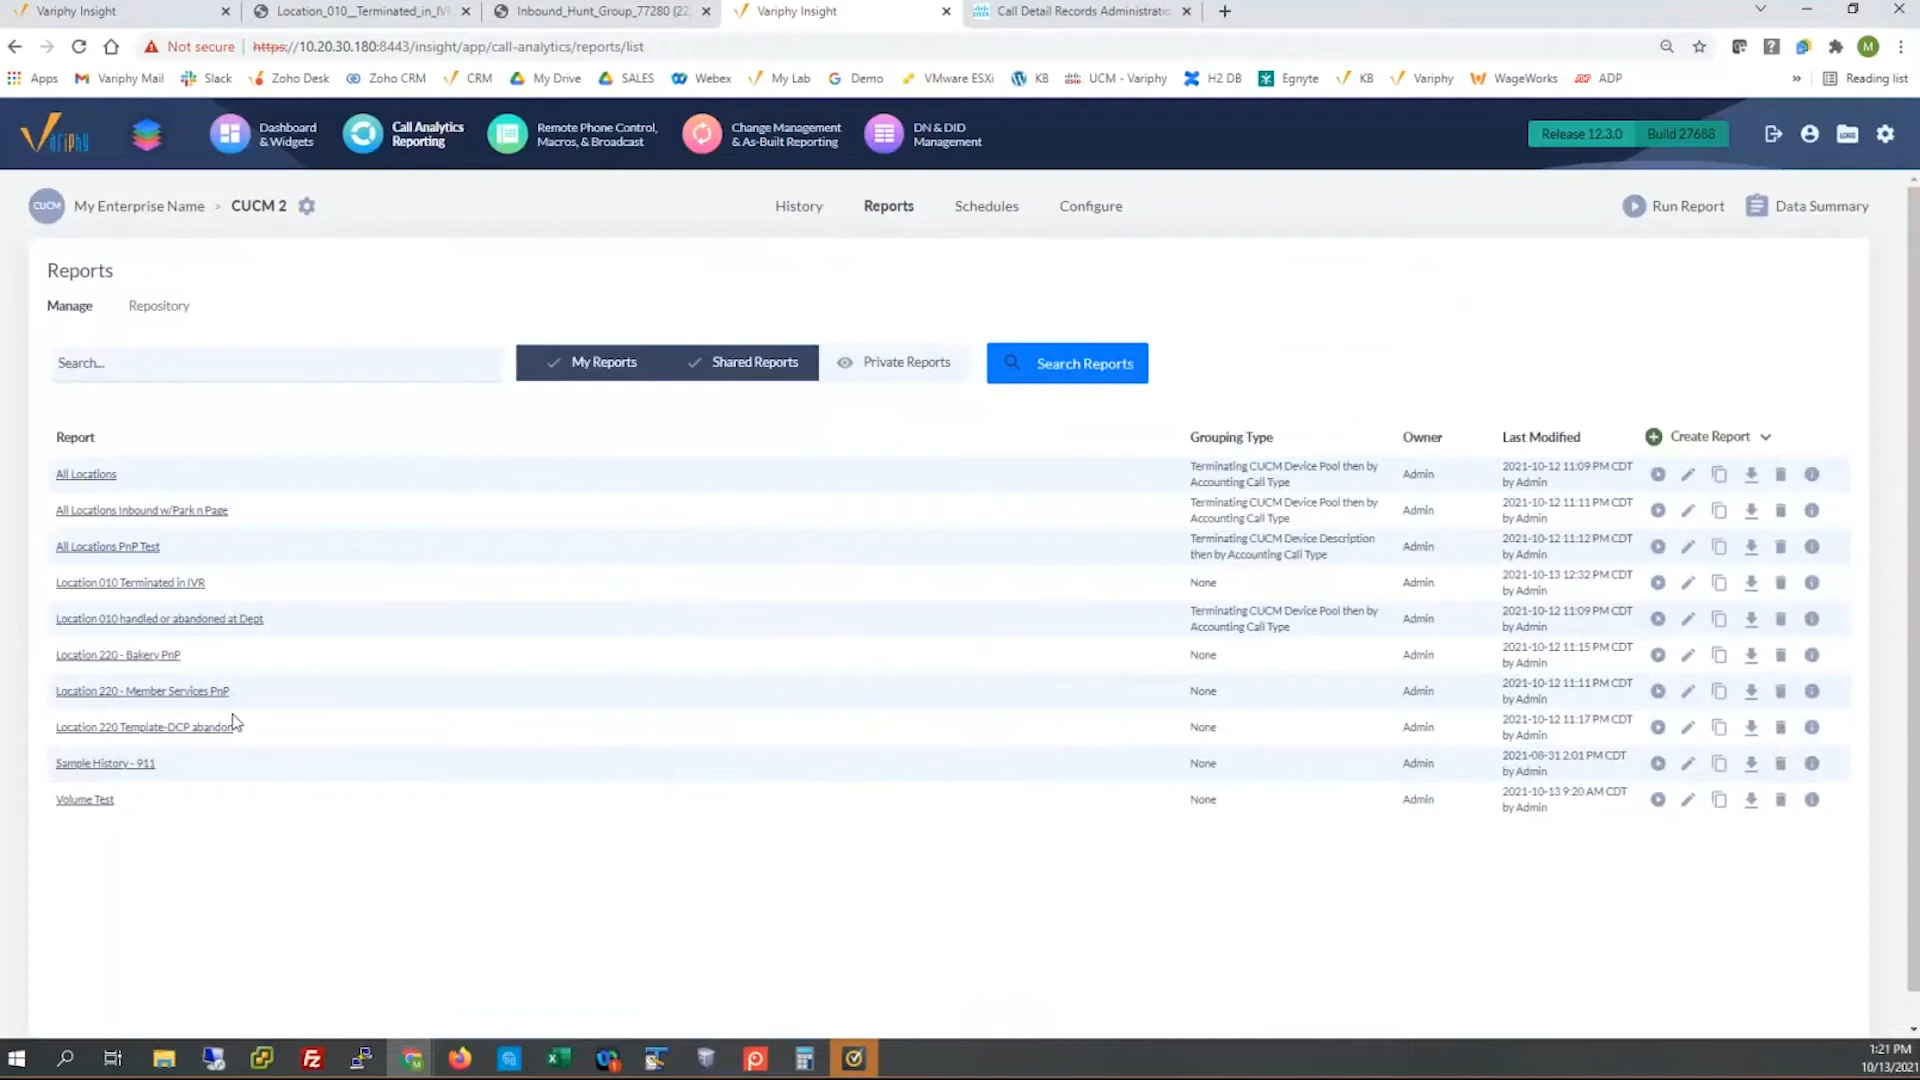 Variphy Insight
Location_010__Terminated_in_IV
Inbound_Hunt_Group_77280 (22
Variphy Insight
Call Detail Records Administratio
Not secure
https://10.20.30.180:8443/insight/app/call-analytics/reports/list
M
Apps
Variphy Mail
Slack
Zoho Desk
Zoho CRM
CRM
My Drive
SALES
Webex
My Lab
Demo
VMware ESXi
KB
UCM - Variphy
H2 DB
Egnyte
KB
Variphy
WageWorks
ADP
»
Reading list
Variphy
Dashboard
& Widgets
Call Analytics
Reporting
Remote Phone Control,
Macros, & Broadcast
Change Management
& As-Built Reporting
DN & DID
Management
Release 12.3.0
Build 27688
LOGS
CUCM
My Enterprise Name > CUCM 2
History
Reports
Schedules
Configure
Run Report
Data Summary
Reports
Manage
Repository
Search...
My Reports
Shared Reports
Private Reports
Search Reports
Report
Grouping Type
Owner
Last Modified
Create Report
All Locations
Terminating CUCM Device Pool then by
Accounting Call Type
Admin
2021-10-12 11:09 PM CDT
by Admin
All Locations Inbound w/Park n Page
Terminating CUCM Device Pool then by
Accounting Call Type
Admin
2021-10-12 11:11 PM CDT
by Admin
All Locations PnP Test
Terminating CUCM Device Description
then by Accounting Call Type
Admin
2021-10-12 11:12 PM CDT
by Admin
Location 010 Terminated in IVR
None
Admin
2021-10-13 12:32 PM CDT
by Admin
Location 010 handled or abandoned at Dept
Terminating CUCM Device Pool then by
Accounting Call Type
Admin
2021-10-12 11:09 PM CDT
by Admin
Location 220 - Bakery PnP
None
Admin
2021-10-12 11:15 PM CDT
by Admin
Location 220 - Member Services PnP
None
Admin
2021-10-12 11:11 PM CDT
by Admin
Location 220 Template-DCP abandon
None
Admin
2021-10-12 11:17 PM CDT
by Admin
Sample History - 911
None
Admin
2021-08-31 2:01 PM CDT
by Admin
Volume Test
None
Admin
2021-10-13 9:20 AM CDT
by Admin
1:21 PM
10/13/2021